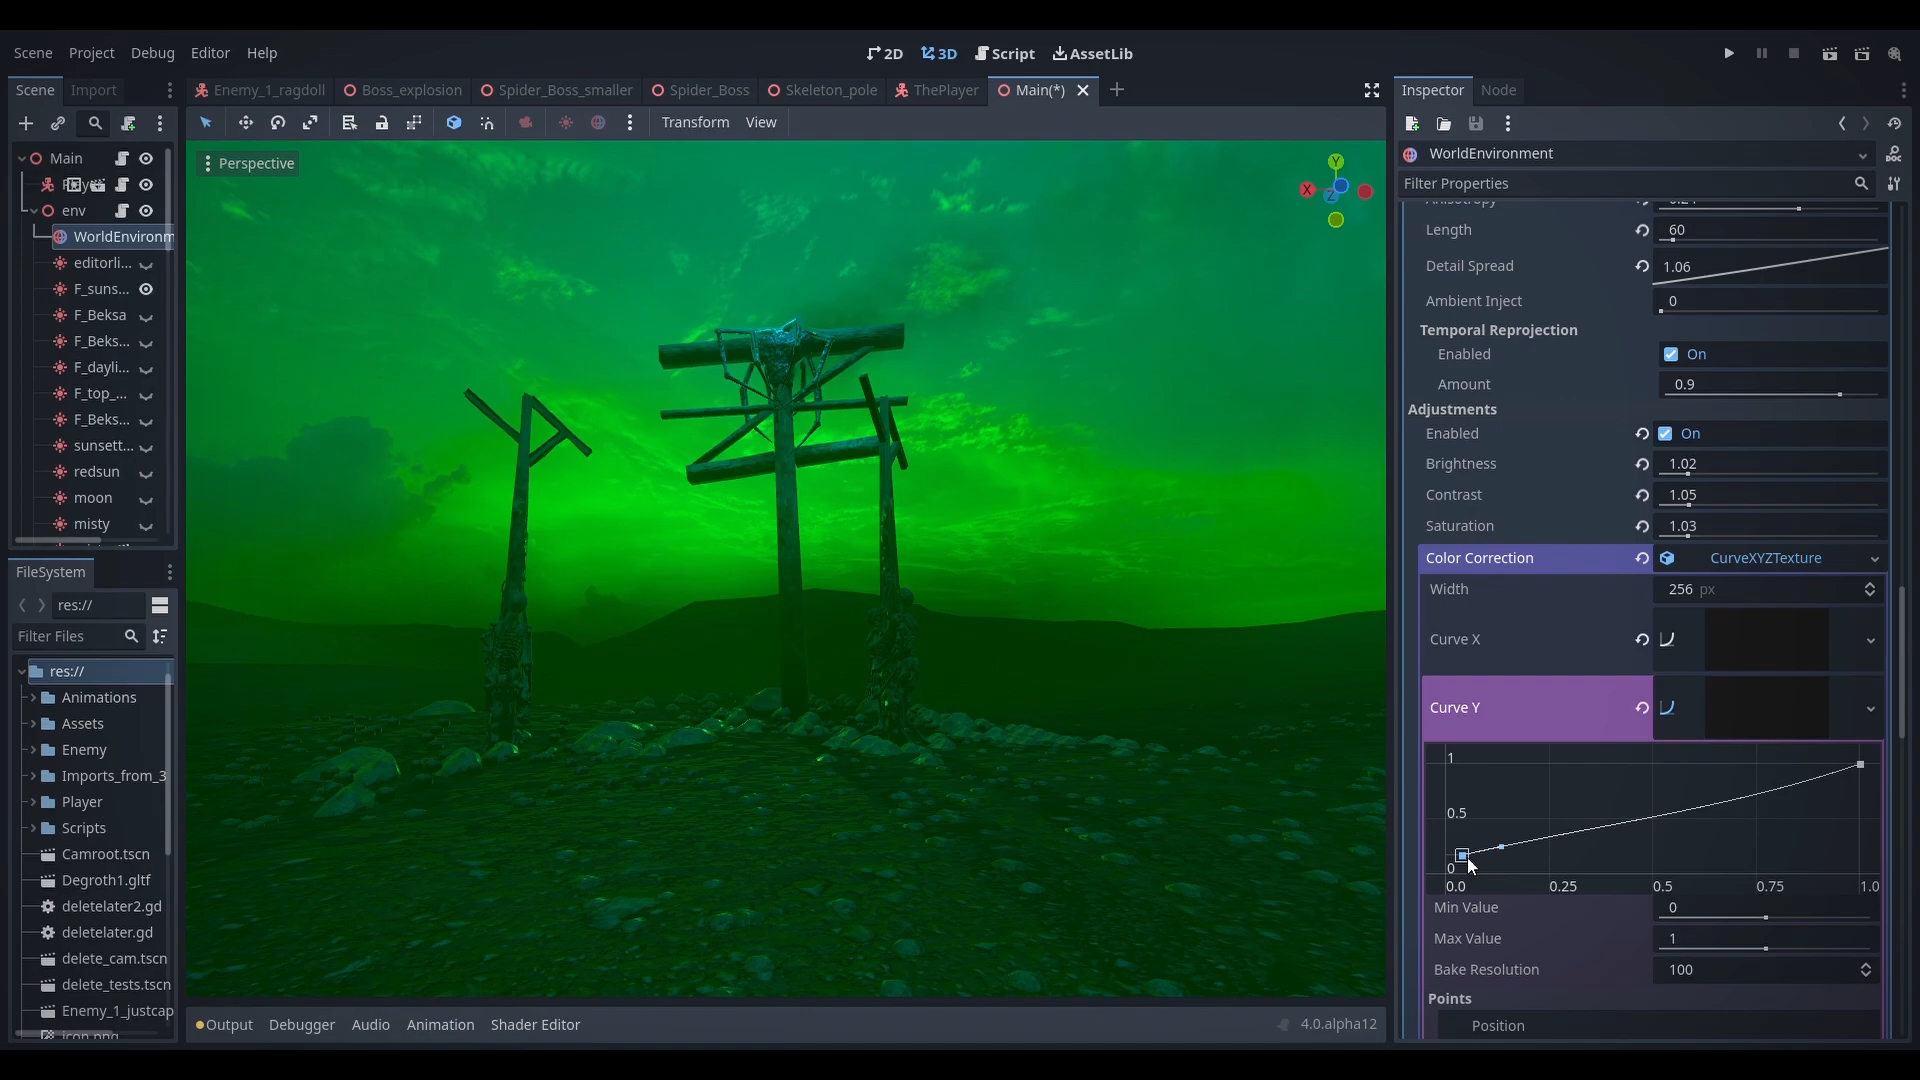 Scene Project Debug Editor Help
2D 3D Script AssetLib
Scene Import
Enemy_1_ragdoll Boss_explosion Spider_Boss_smaller Spider_Boss Skeleton_pole ThePlayer Main(*)
Inspector Node
Transform View
Perspective
Y
X
Z
Main
env
WorldEnvironm
editorli...
F_suns...
F_Beksa
F_Beks...
F_dayli...
F_top_...
F_Beks...
sunsett...
redsun
moon
misty
FileSystem
res://
Filter Files
res://
Animations
Assets
Enemy
Imports_from_3
Player
Scripts
Camroot.tscn
Degroth1.gltf
deletelater2.gd
deletelater.gd
delete_cam.tscn
delete_tests.tscn
Enemy_1_justcap
icon.png
Output Debugger Audio Animation Shader Editor
4.0.alpha12
WorldEnvironment
DOC
Filter Properties
Anisotropy
Length 60
Detail Spread 1.06
Ambient Inject 0
Temporal Reprojection
Enabled On
Amount 0.9
Adjustments
Enabled On
Brightness 1.02
Contrast 1.05
Saturation 1.03
Color Correction CurveXYZTexture
Width 256 px
Curve X
Curve Y
1
0.5
0
0.0 0.25 0.5 0.75 1.0
Min Value 0
Max Value 1
Bake Resolution 100
Points
Position